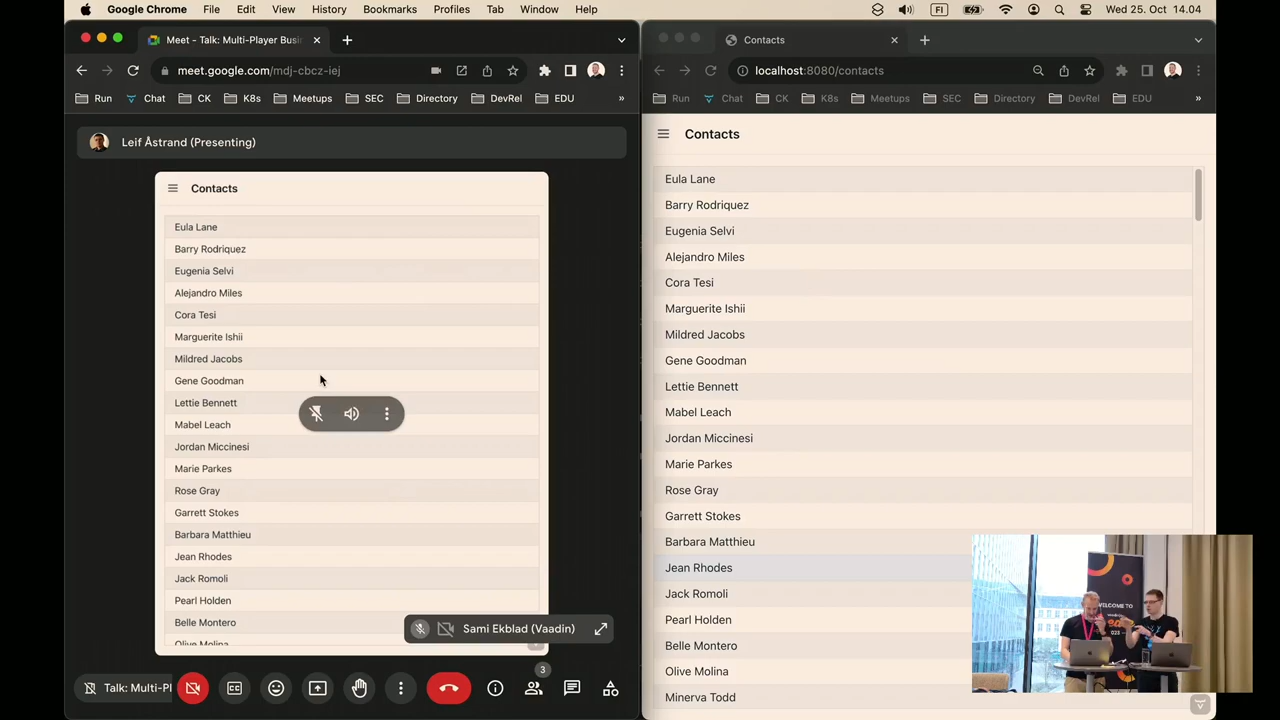 Google Chrome File Edit View History Bookmarks Profiles Tab Window Help FI Wed 25. Oct 14.04
Meet - Talk: Multi-Player Busi
meet.google.com/mdj-cbcz-iej
Run Chat CK K8s Meetups SEC Directory DevRel EDU »
Leif Åstrand (Presenting)
Contacts
Eula Lane
Barry Rodriquez
Eugenia Selvi
Alejandro Miles
Cora Tesi
Marguerite Ishii
Mildred Jacobs
Gene Goodman
Lettie Bennett
Mabel Leach
Jordan Miccinesi
Marie Parkes
Rose Gray
Garrett Stokes
Barbara Matthieu
Jean Rhodes
Jack Romoli
Pearl Holden
Belle Montero
Olive Molina
Sami Ekblad (Vaadin)
Talk: Multi-Pl
CC
3
Contacts
localhost:8080/contacts
Run Chat CK K8s Meetups SEC Directory DevRel EDU »
Contacts
Eula Lane
Barry Rodriquez
Eugenia Selvi
Alejandro Miles
Cora Tesi
Marguerite Ishii
Mildred Jacobs
Gene Goodman
Lettie Bennett
Mabel Leach
Jordan Miccinesi
Marie Parkes
Rose Gray
Garrett Stokes
Barbara Matthieu
Jean Rhodes
Jack Romoli
Pearl Holden
Belle Montero
Olive Molina
Minerva Todd
WELCOME TO